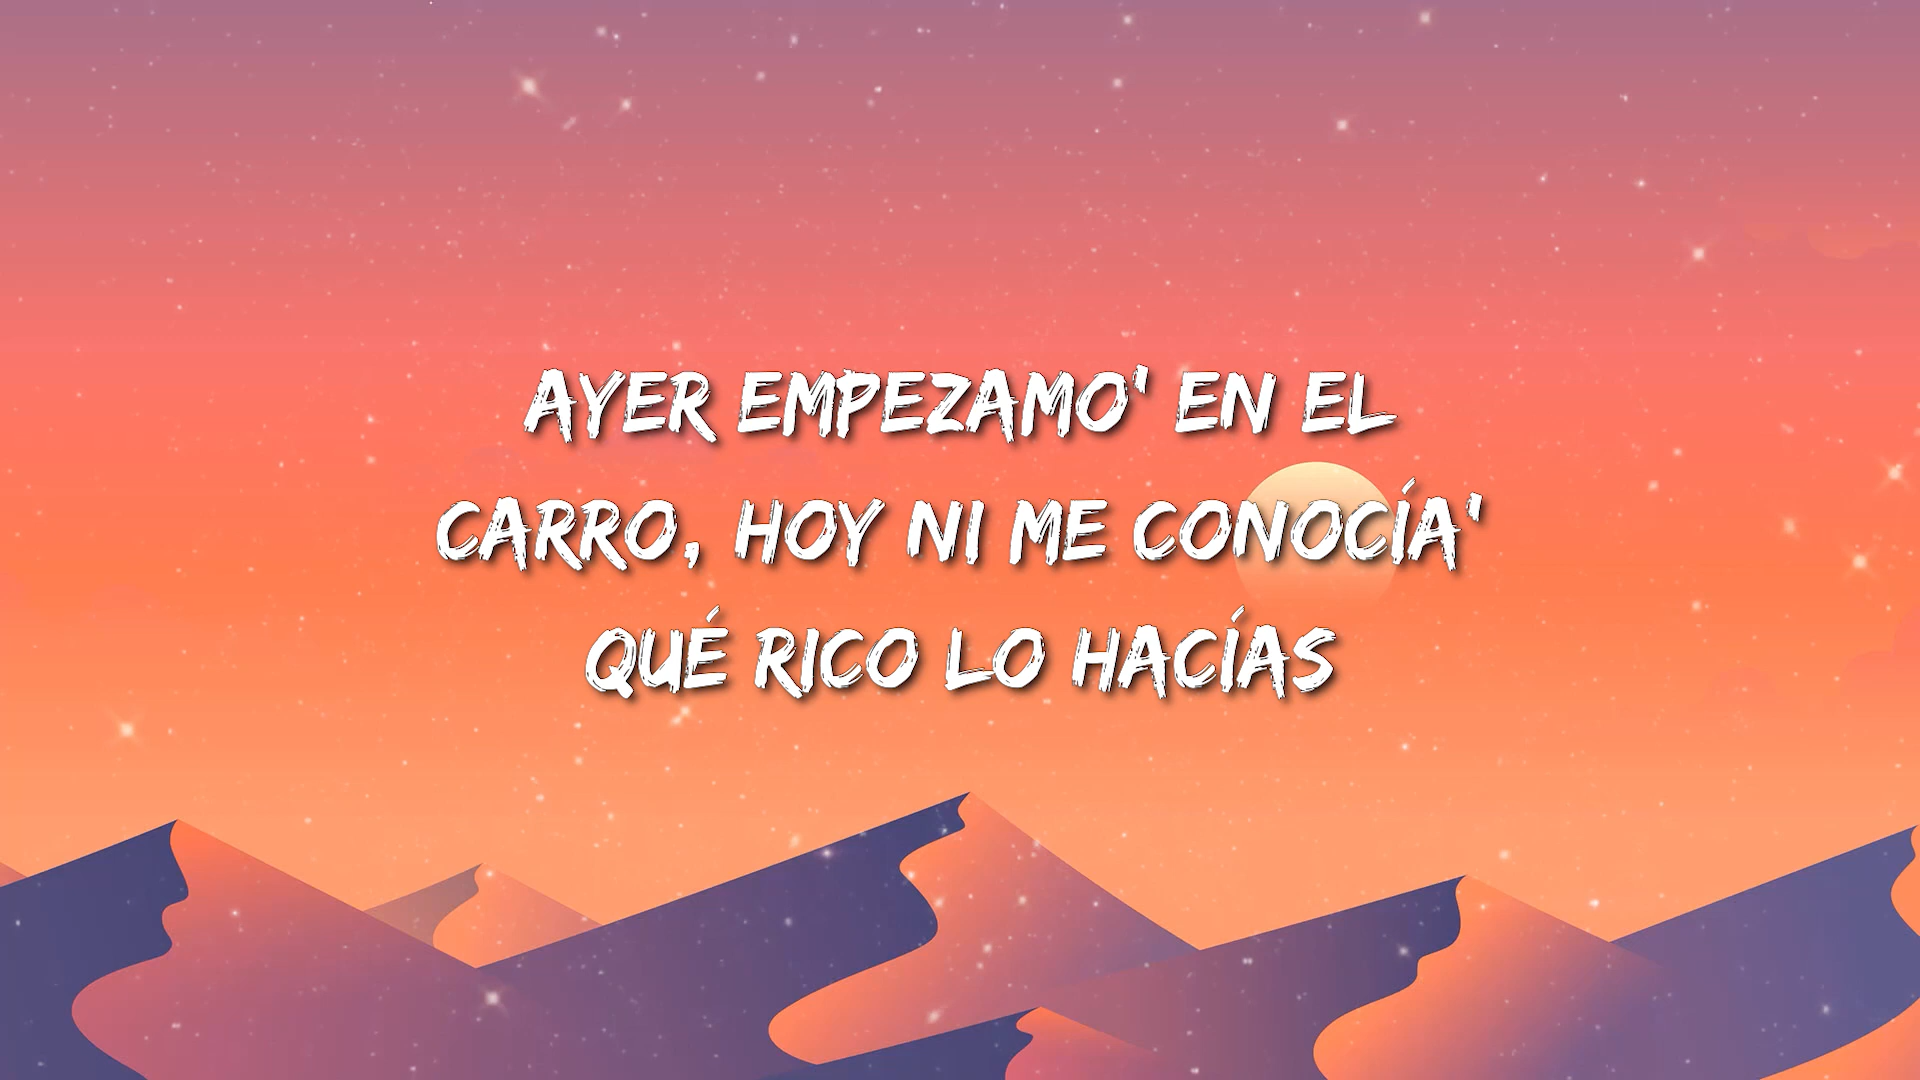 AYER EMPEZAMO' EN EL
CARRO, HOY NI ME CONOCÍA'
QUÉ RICO LO HACÍAS